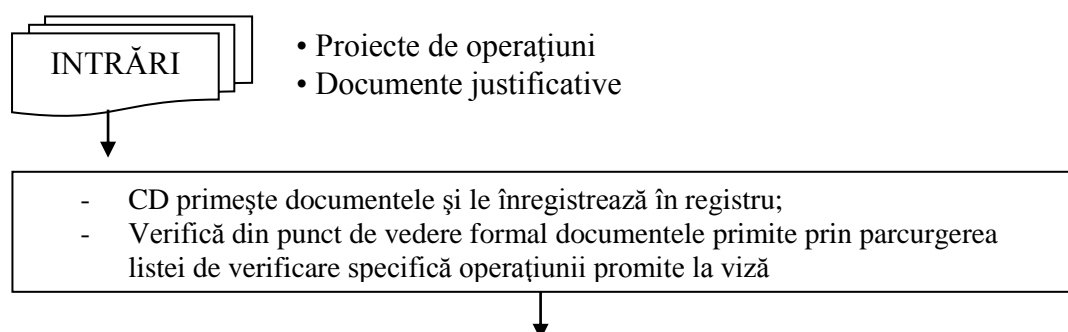 INTRĂRI
• Proiecte de operaţiuni
• Documente justificative
- CD primeşte documentele şi le înregistrează în registru;
- Verifică din punct de vedere formal documentele primite prin parcurgerea
listei de verificare specifică operaţiunii promite la viză